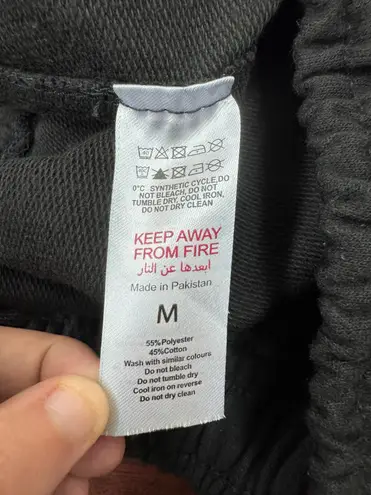 0°C SYNTHETIC CYCLE,DO
NOT BLEACH, DO NOT
TUMBLE DRY, COOL IRON,
DO NOT DRY CLEAN
KEEP AWAY
FROM FIRE
ابعدها عن النار
Made in Pakistan
M
55%Polyester
45%Cotton
Wash with similar colours
Do not bleach
Do not tumble dry
Cool iron on reverse
Do not dry clean